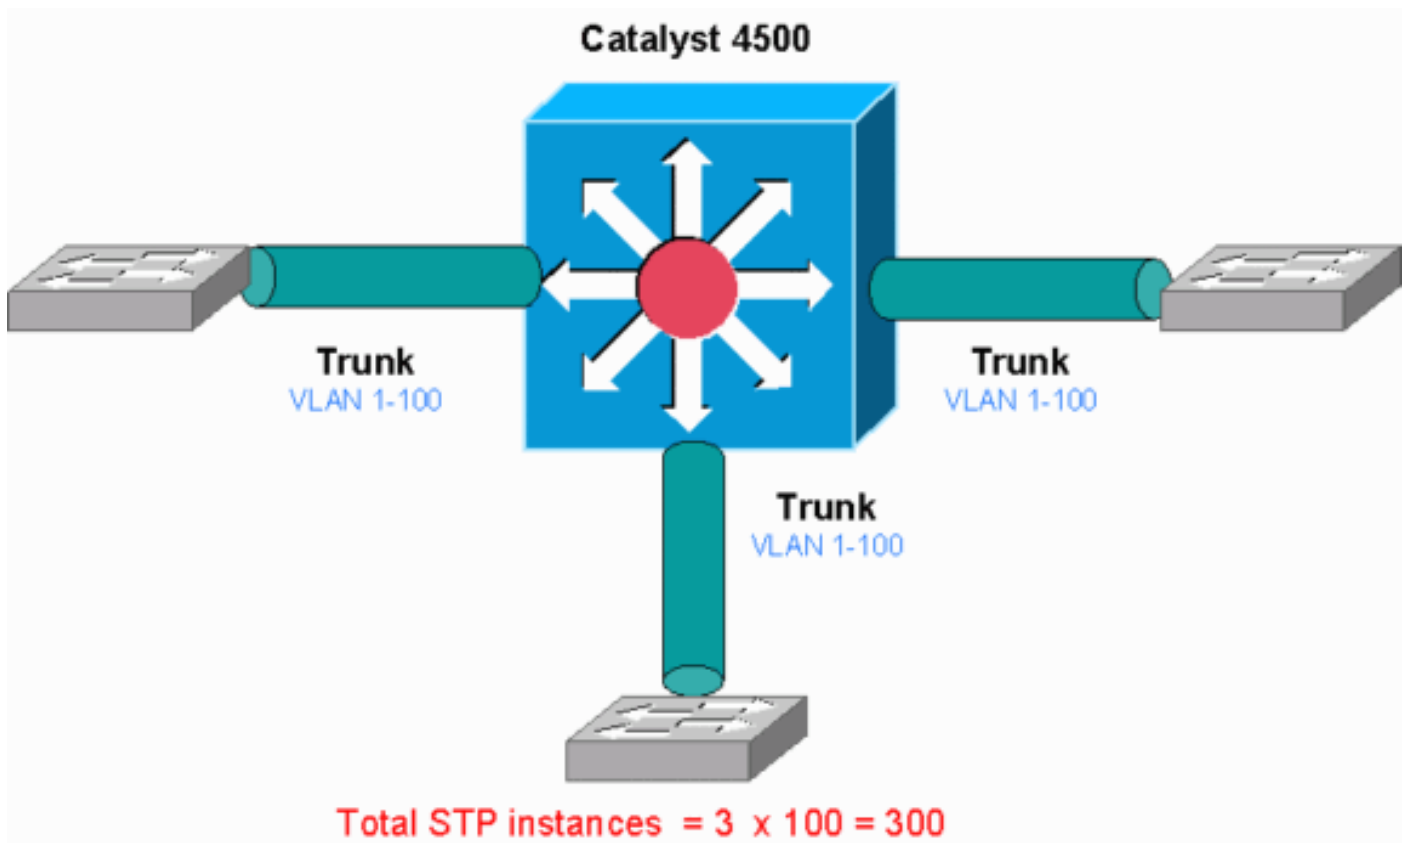 Catalyst 4500
Trunk
VLAN 1-100
Trunk
VLAN 1-100
Trunk
VLAN 1-100
Total STP instances = 3 x 100 = 300